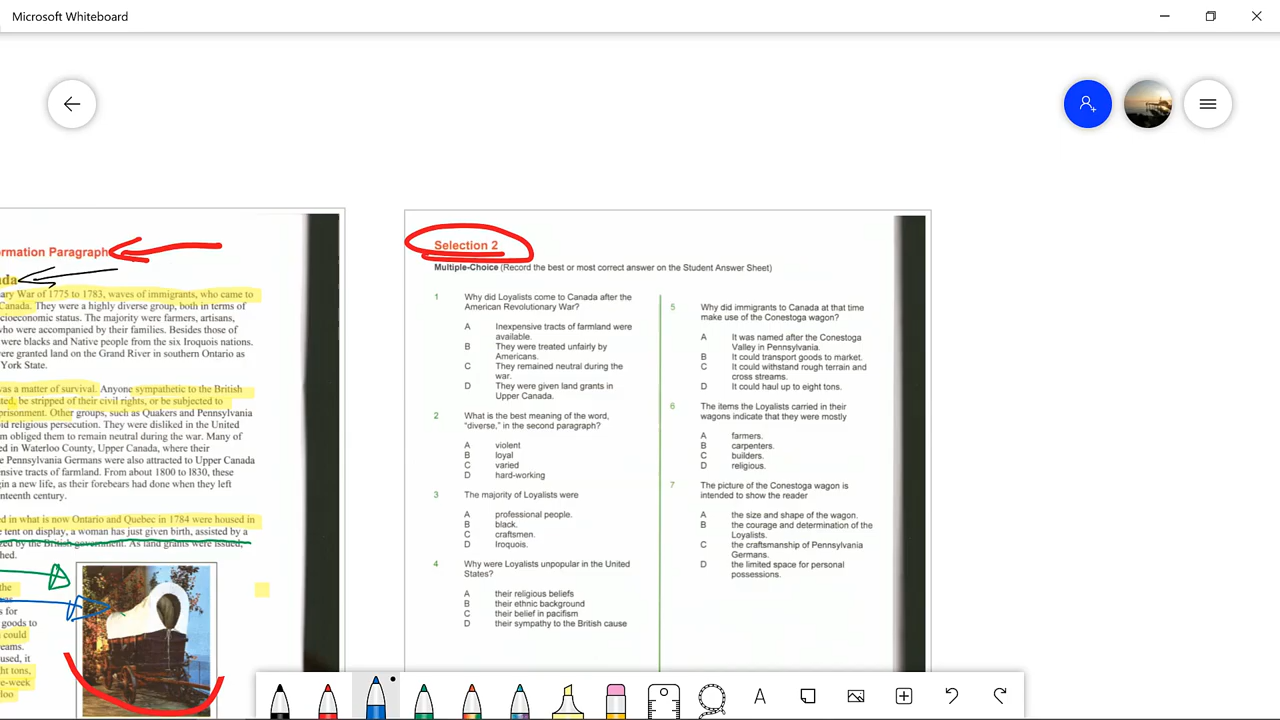 Microsoft Whiteboard
ormation Paragraph
da
ary War of 1775 to 1783, waves of immigrants, who came to
Canada. They were a highly diverse group, both in terms of
cioeconomic status. The majority were farmers, artisans,
who were accompanied by their families. Besides those of
were blacks and Native people from the six Iroquois nations.
ere granted land on the Grand River in southern Ontario as
York State.
was a matter of survival. Anyone sympathetic to the British
ted, be stripped of their civil rights, or be subjected to
prisonment. Other groups, such as Quakers and Pennsylvania
oid religious persecution. They were disliked in the United
m obliged them to remain neutral during the war. Many of
ed in Waterloo County, Upper Canada, where their
e Pennsylvania Germans were also attracted to Upper Canada
ensive tracts of farmland. From about 1800 to 1830, these
gin a new life, as their forebears had done when they left
nteenth century.
ed in what is now Ontario and Quebec in 1784 were housed in
e tent on display, a woman has just given birth, assisted by a
zed by the British government. As land grants were issued,
shed.
the
s for
goods to
could
eams.
used, it
ht tons,
e-week
loo
Selection 2
Multiple-Choice (Record the best or most correct answer on the Student Answer Sheet)
1 Why did Loyalists come to Canada after the
American Revolutionary War?
A Inexpensive tracts of farmland were
available.
B They were treated unfairly by
Americans.
C They remained neutral during the
war.
D They were given land grants in
Upper Canada.
2 What is the best meaning of the word,
"diverse," in the second paragraph?
A violent
B loyal
C varied
D hard-working
3 The majority of Loyalists were
A professional people.
B black.
C craftsmen.
D Iroquois.
4 Why were Loyalists unpopular in the United
States?
A their religious beliefs
B their ethnic background
C their belief in pacifism
D their sympathy to the British cause
5 Why did immigrants to Canada at that time
make use of the Conestoga wagon?
A It was named after the Conestoga
Valley in Pennsylvania.
B It could transport goods to market.
C It could withstand rough terrain and
cross streams.
D It could haul up to eight tons.
6 The items the Loyalists carried in their
wagons indicate that they were mostly
A farmers.
B carpenters.
C builders.
D religious.
7 The picture of the Conestoga wagon is
intended to show the reader
A the size and shape of the wagon.
B the courage and determination of the
Loyalists.
C the craftsmanship of Pennsylvania
Germans.
D the limited space for personal
possessions.
A